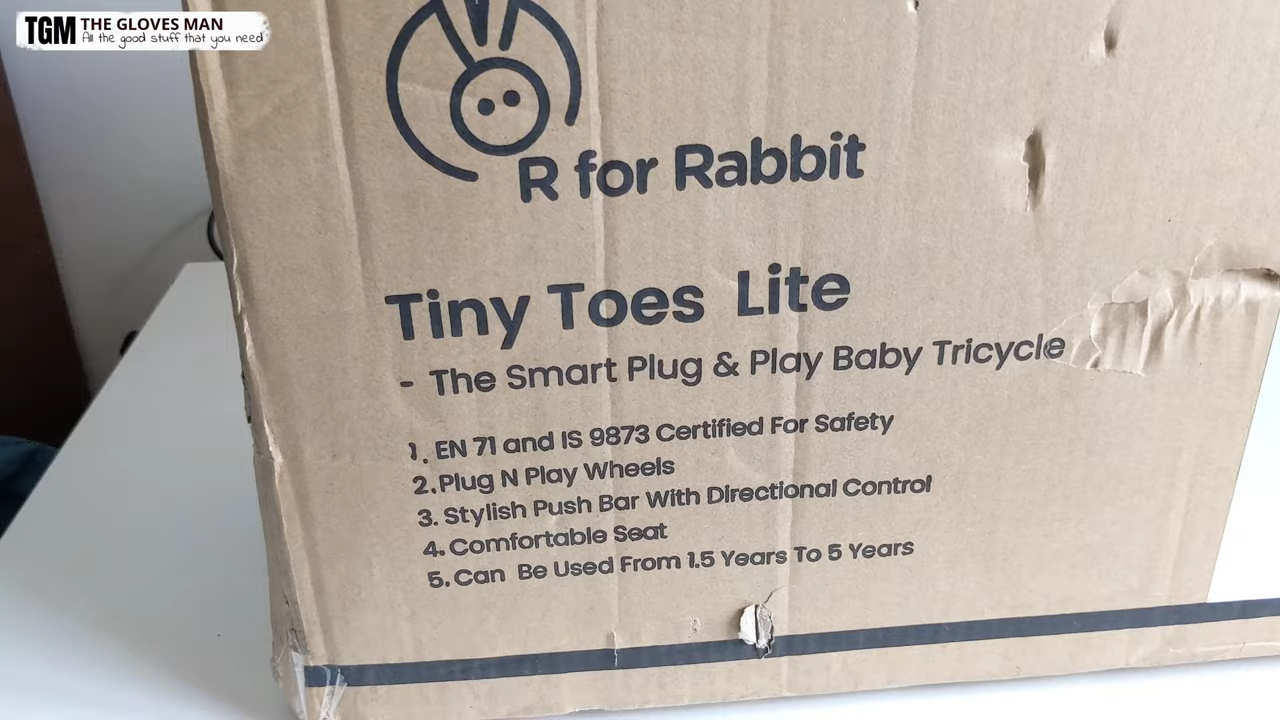 TGM THE GLOVES MAN
All the good stuff that you need
R for Rabbit
Tiny Toes Lite
- The Smart Plug & Play Baby Tricycle
1. EN 71 and IS 9873 Certified For Safety
2. Plug N Play Wheels
3. Stylish Push Bar With Directional Control
4. Comfortable Seat
5. Can Be Used From 1.5 Years To 5 Years